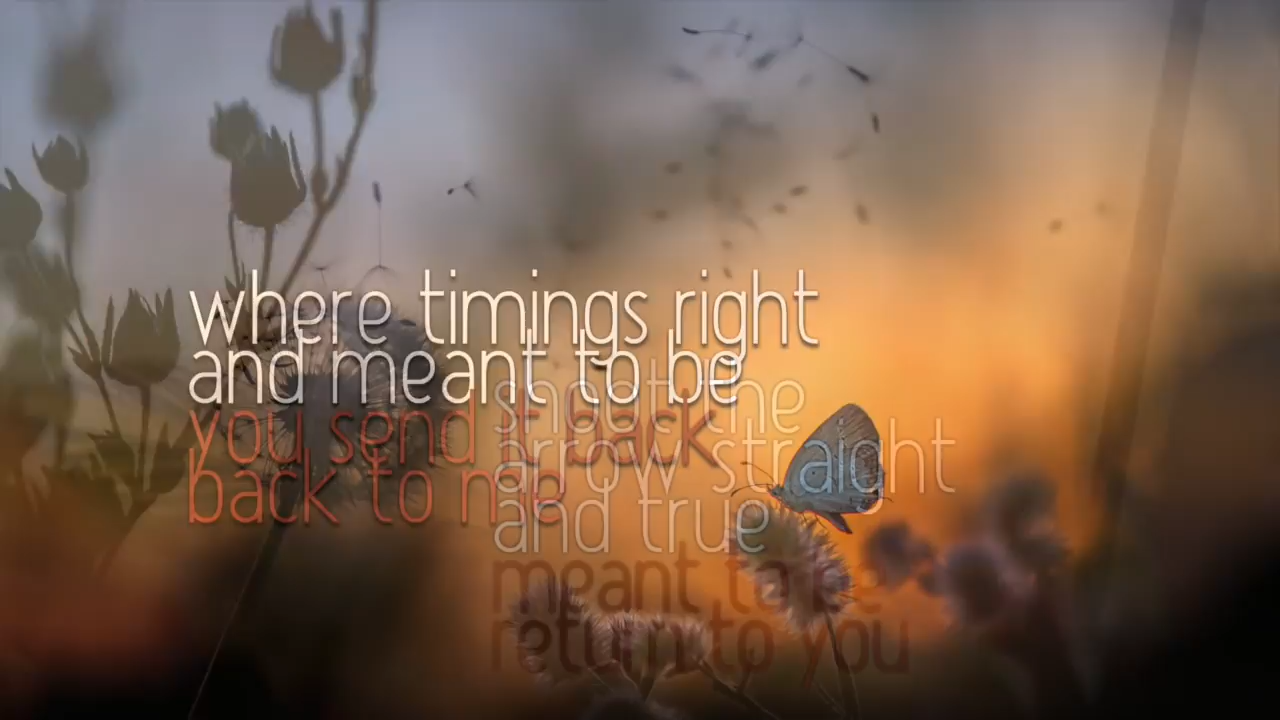 where timings right
and meant to be
you send it back
back to me
shoot the
arrow straight
and true
meant to be
return to you